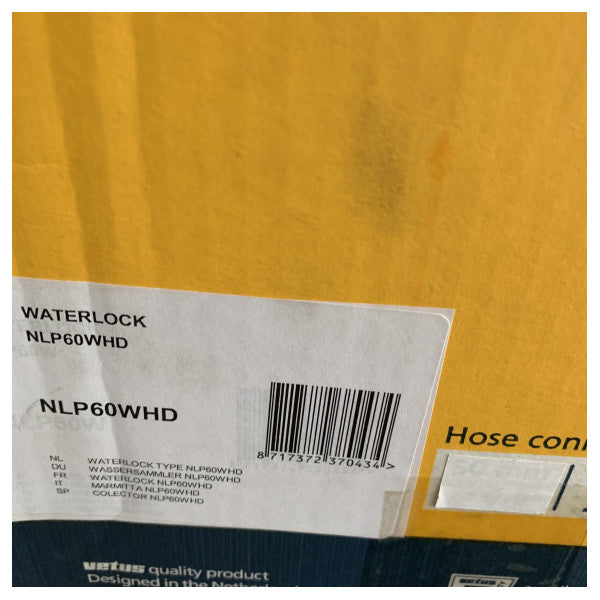 WATERLOCK
NLP60WHD
NLP60WHD
8 717372 370434 >
NL WATERLOCK TYPE NLP60WHD
DU WASSERSAMMLER NLP60WHD
FR WATERLOCK NLP60WHD
IT MARMITTA NLP60WHD
SP COLECTOR NLP60WHD
Hose con
vetus quality product
Designed in the
vetus